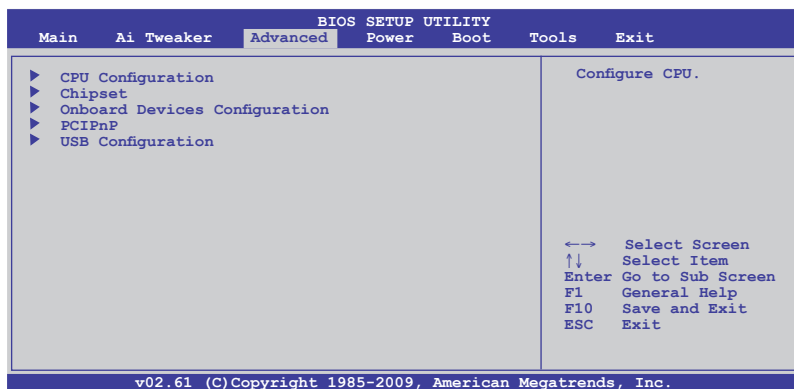 BIOS SETUP UTILITY
Main Ai Tweaker Advanced Power Boot Tools Exit
CPU Configuration
Chipset
Onboard Devices Configuration
PCIPnP
USB Configuration
Configure CPU.
←→ Select Screen
↑↓ Select Item
Enter Go to Sub Screen
F1 General Help
F10 Save and Exit
ESC Exit
v02.61 (C)Copyright 1985-2009, American Megatrends, Inc.